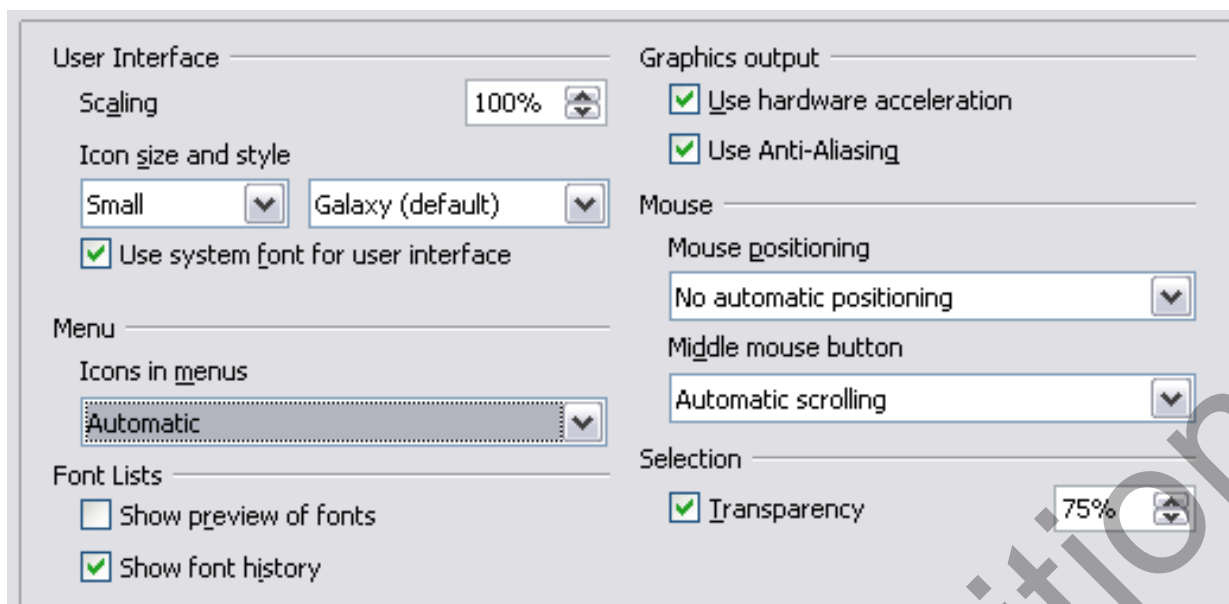 User Interface
Scaling 100%
Icon size and style
Small Galaxy (default)
Use system font for user interface
Menu
Icons in menus
Automatic
Font Lists
Show preview of fonts
Show font history
Graphics output
Use hardware acceleration
Use Anti-Aliasing
Mouse
Mouse positioning
No automatic positioning
Middle mouse button
Automatic scrolling
Selection
Transparency 75%